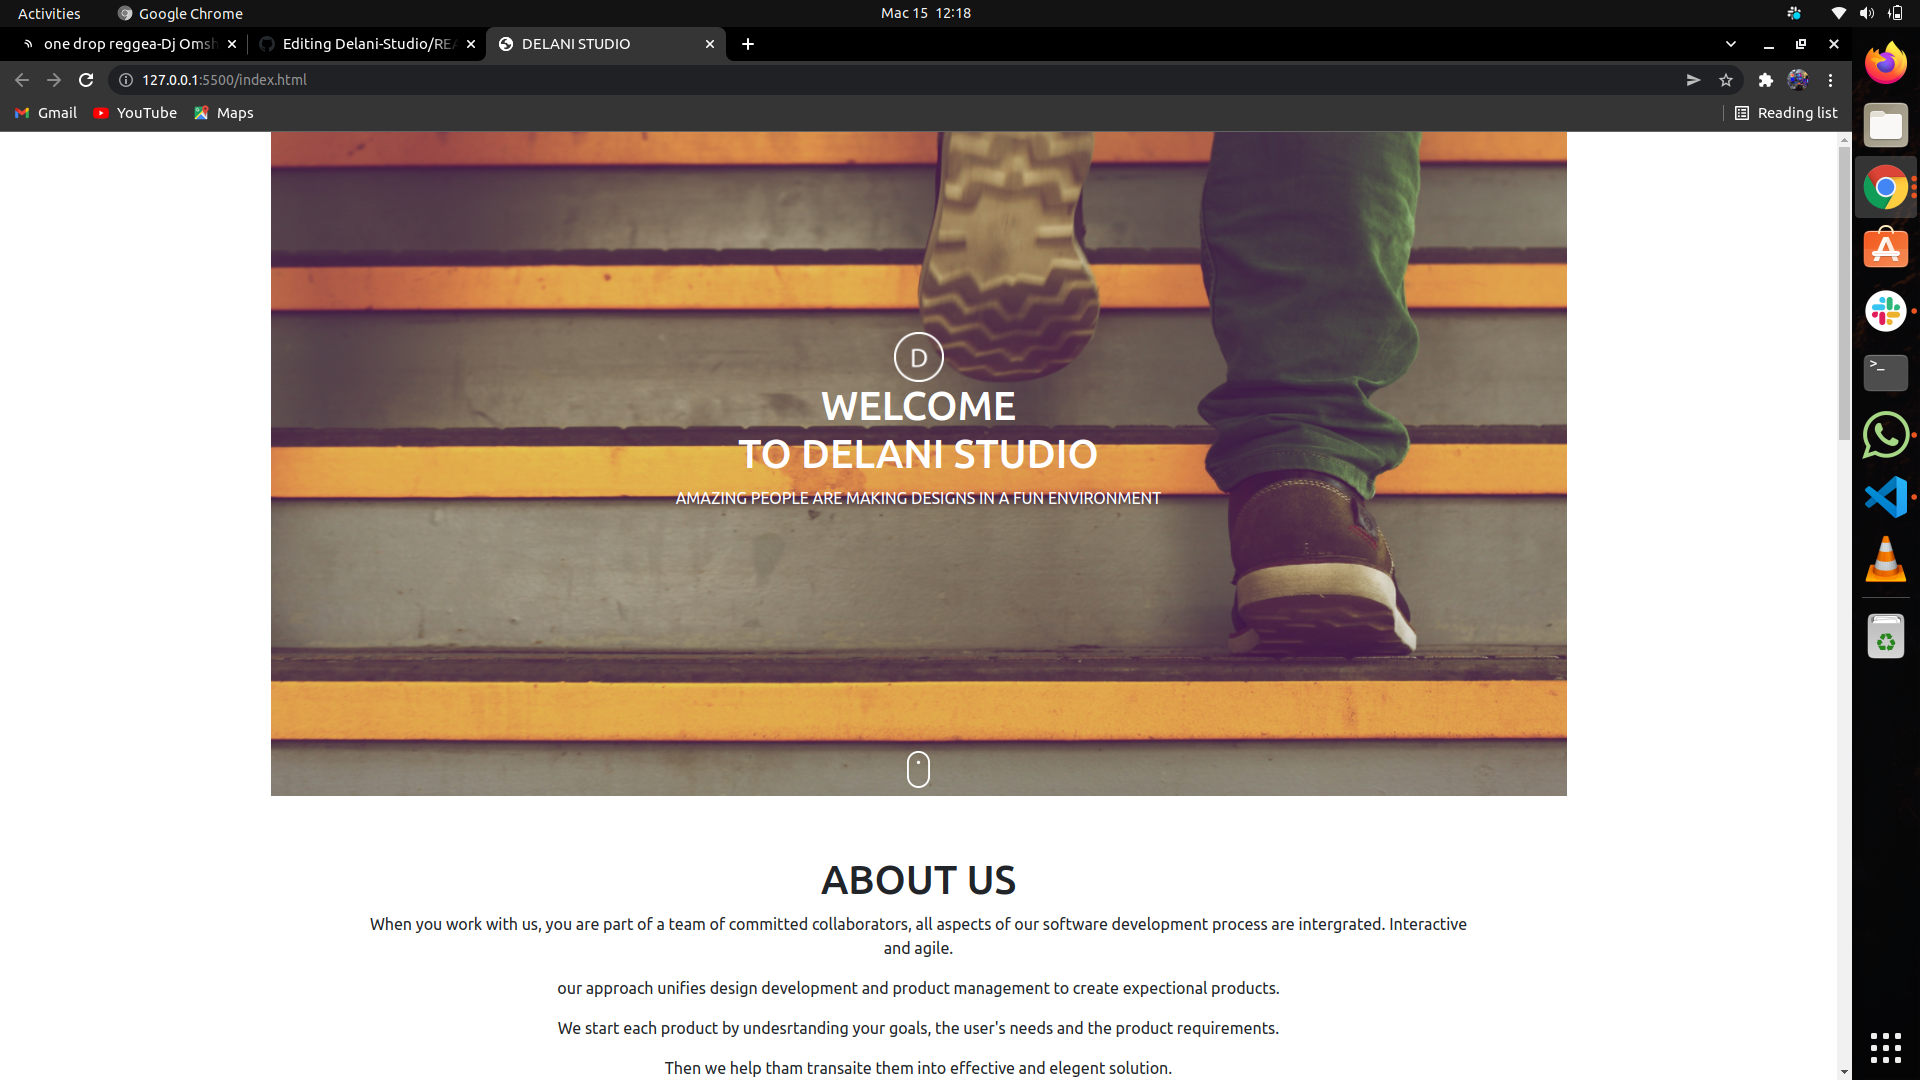 Activities
Google Chrome
Mac 15 12:18
one drop reggea-Dj Omsh
Editing Delani-Studio/REA
DELANI STUDIO
127.0.0.1:5500/index.html
Gmail
YouTube
Maps
Reading list
D
WELCOME
TO DELANI STUDIO
AMAZING PEOPLE ARE MAKING DESIGNS IN A FUN ENVIRONMENT
ABOUT US
When you work with us, you are part of a team of committed collaborators, all aspects of our software development process are intergrated. Interactive
and agile.
our approach unifies design development and product management to create expectional products.
We start each product by undesrtanding your goals, the user's needs and the product requirements.
Then we help tham transaite them into effective and elegent solution.